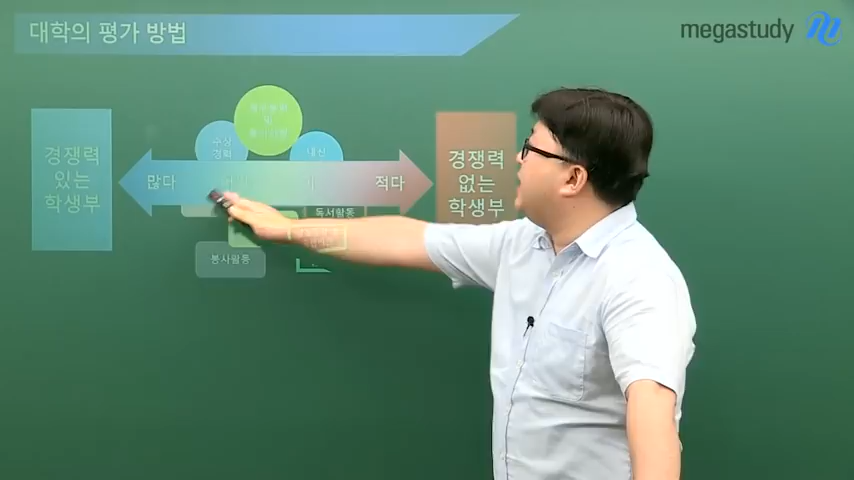 대학의 평가 방법
megastudy
경쟁력
있는
학생부
많다
수상
경력
내신
적다
경쟁력
없는
학생부
독서활동
봉사활동